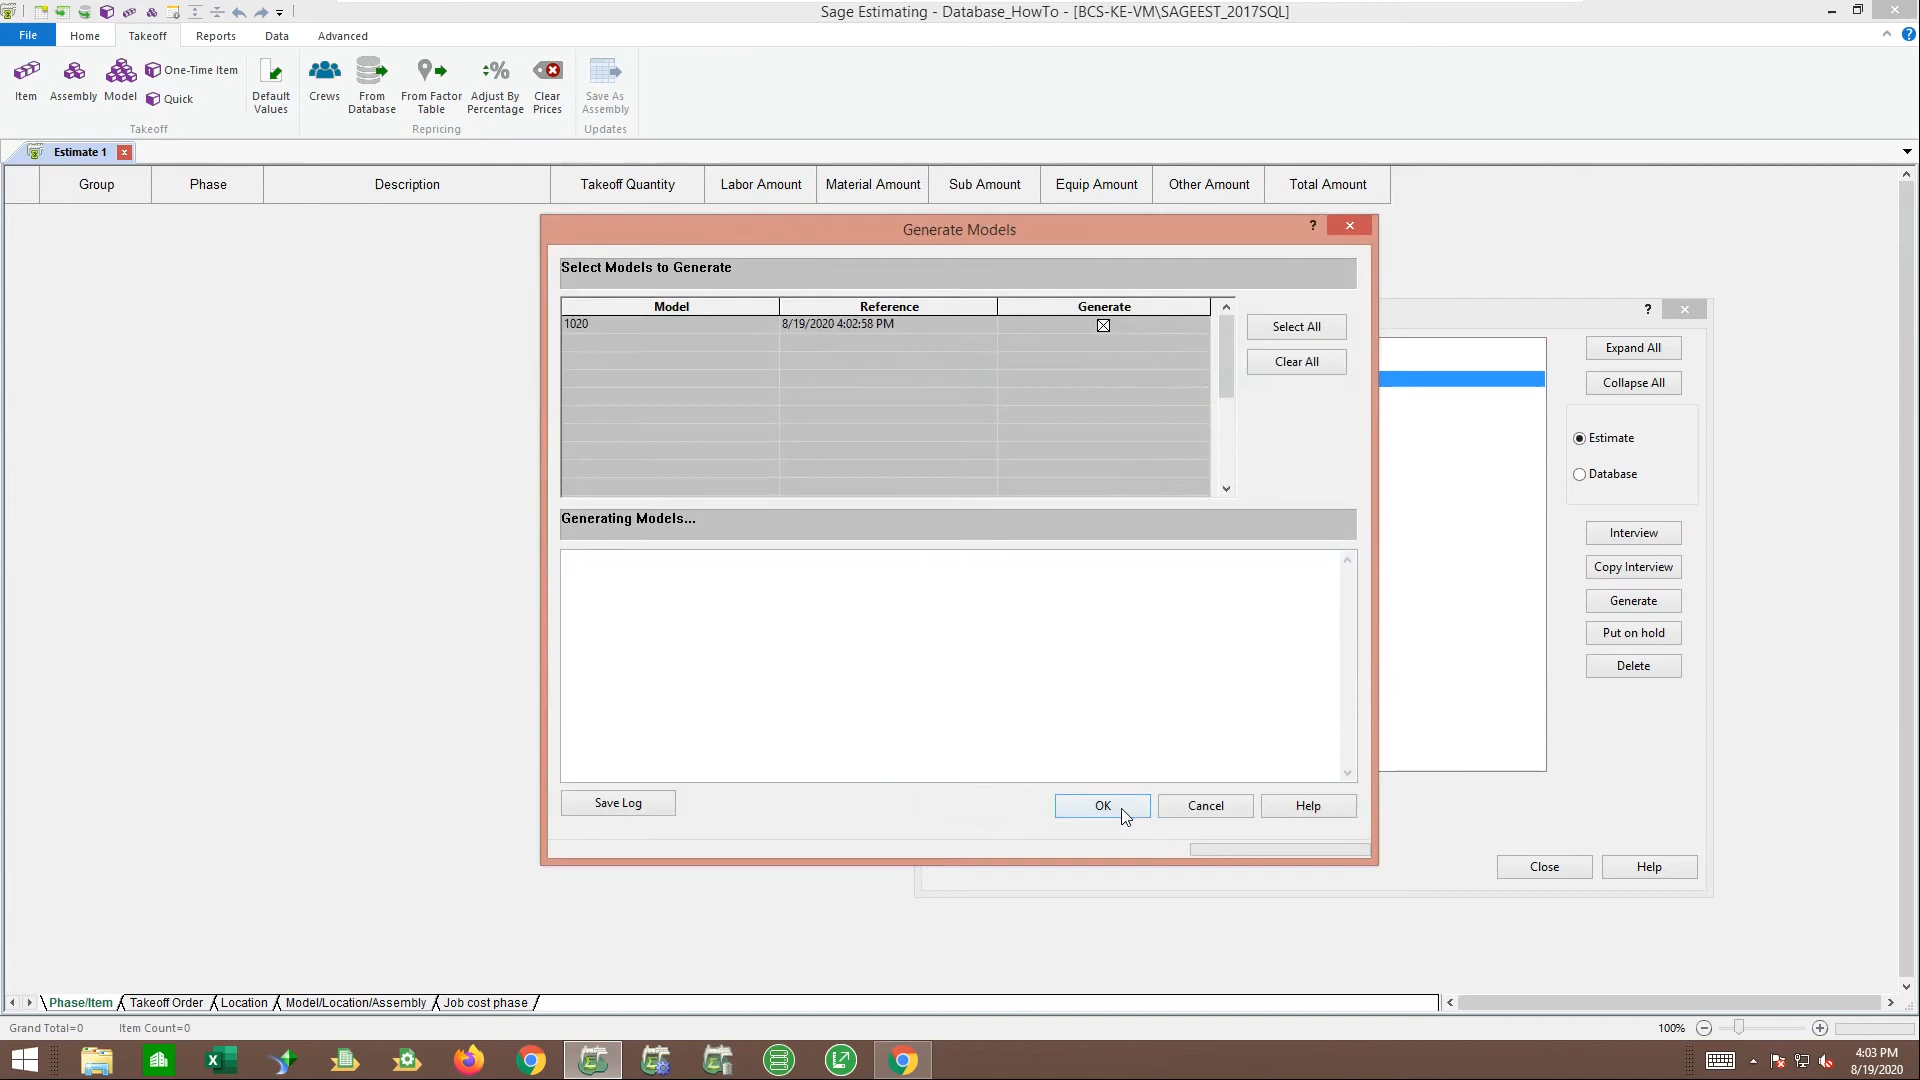 Sage Estimating - Database_HowTo - [BCS-KE-VM\SAGEEST_2017SQL]
File Home Takeoff Reports Data Advanced
Item Assembly Model One-Time Item Quick Default Values Crews From Database From Factor Table Adjust By Percentage Clear Prices Save As Assembly
Takeoff Repricing Updates
Estimate 1
Group Phase Description Takeoff Quantity Labor Amount Material Amount Sub Amount Equip Amount Other Amount Total Amount
Generate Models
Select Models to Generate
Model Reference Generate
1020 8/19/2020 4:02:58 PM
Select All
Clear All
Generating Models...
Save Log OK Cancel Help
Expand All
Collapse All
Estimate
Database
Interview
Copy Interview
Generate
Put on hold
Delete
Close Help
Phase/Item Takeoff Order Location Model/Location/Assembly Job cost phase
Grand Total=0 Item Count=0 100%
4:03 PM
8/19/2020